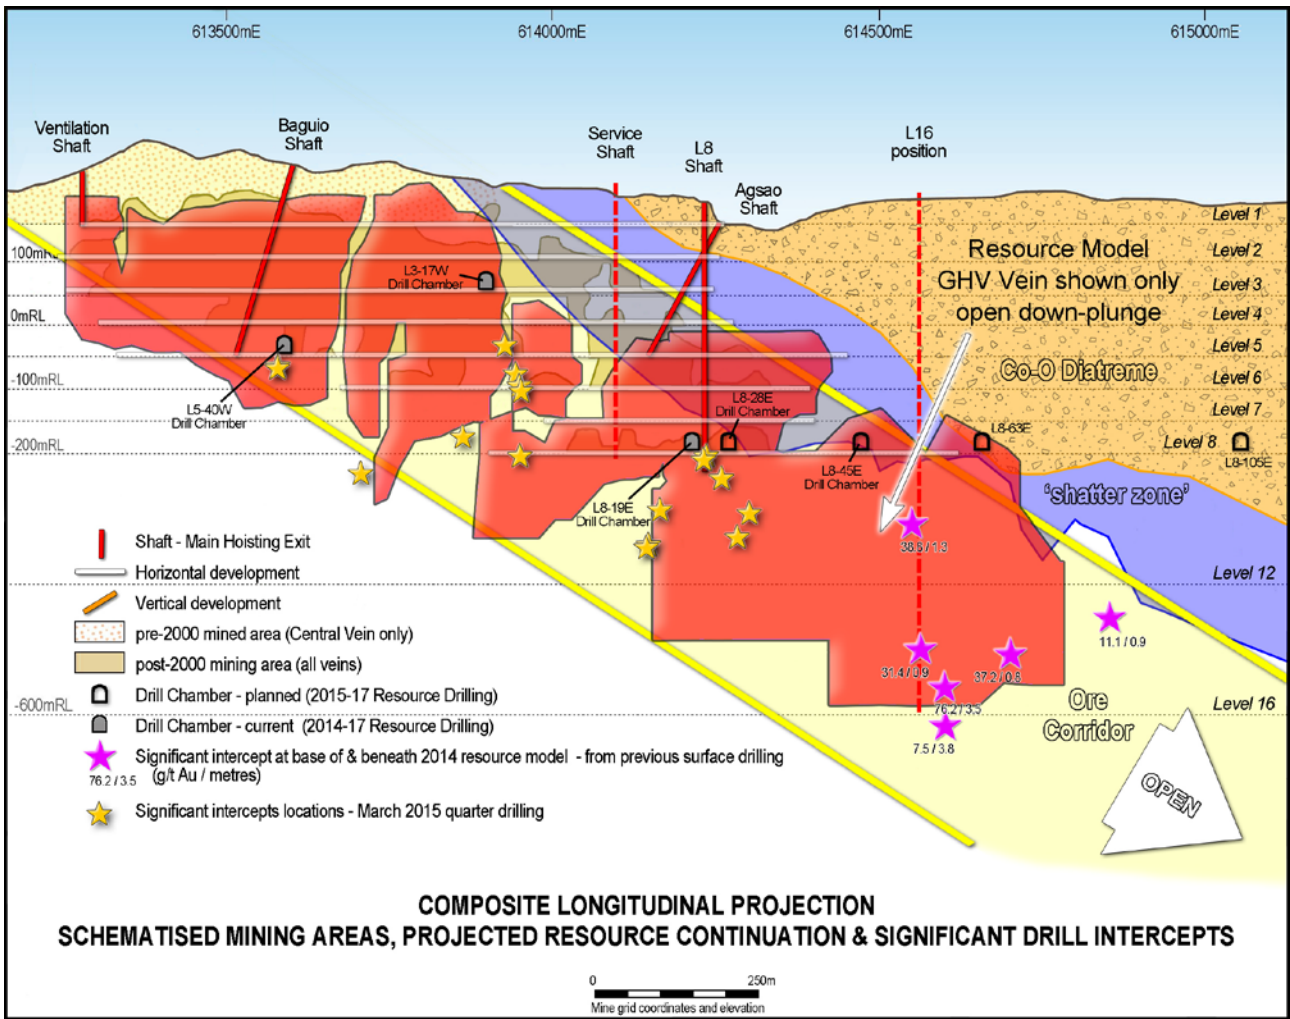 613500mE
614000mE
614500mE
615000mE
Ventilation
Shaft
Baguio
Shaft
Service
Shaft
L8
Shaft
Agsao
Shaft
L16
position
Level 1
Level 2
Level 3
Level 4
Level 5
Level 6
Level 7
Level 8
Level 12
Level 16
100mRL
0mRL
-100mRL
-200mRL
-600mRL
Resource Model
GHV Vein shown only
open down-plunge
Co-O Diatreme
'shatter zone'
Ore
Corridor
OPEN
L3-17W
Drill Chamber
L5-40W
Drill Chamber
L8-28E
Drill Chamber
L8-19E
Drill Chamber
L8-45E
Drill Chamber
L8-63E
L8-105E
38.6 / 1.3
31.4 / 0.9
37.2 / 0.8
76.2 / 3.5
7.5 / 3.8
11.1 / 0.9
Shaft - Main Hoisting Exit
Horizontal development
Vertical development
pre-2000 mined area (Central Vein only)
post-2000 mining area (all veins)
Drill Chamber - planned (2015-17 Resource Drilling)
Drill Chamber - current (2014-17 Resource Drilling)
Significant intercept at base of & beneath 2014 resource model - from previous surface drilling
76.2 / 3.5 (g/t Au / metres)
Significant intercepts locations - March 2015 quarter drilling
COMPOSITE LONGITUDINAL PROJECTION
SCHEMATISED MINING AREAS, PROJECTED RESOURCE CONTINUATION & SIGNIFICANT DRILL INTERCEPTS
0 250m
Mine grid coordinates and elevation